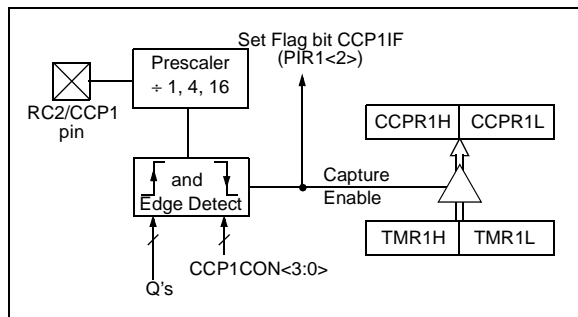 Set Flag bit CCP1IF
(PIR1<2>)
Prescaler
÷ 1, 4, 16
RC2/CCP1
pin
CCPR1H
CCPR1L
and
Edge Detect
Capture
Enable
TMR1H
TMR1L
CCP1CON<3:0>
Q's